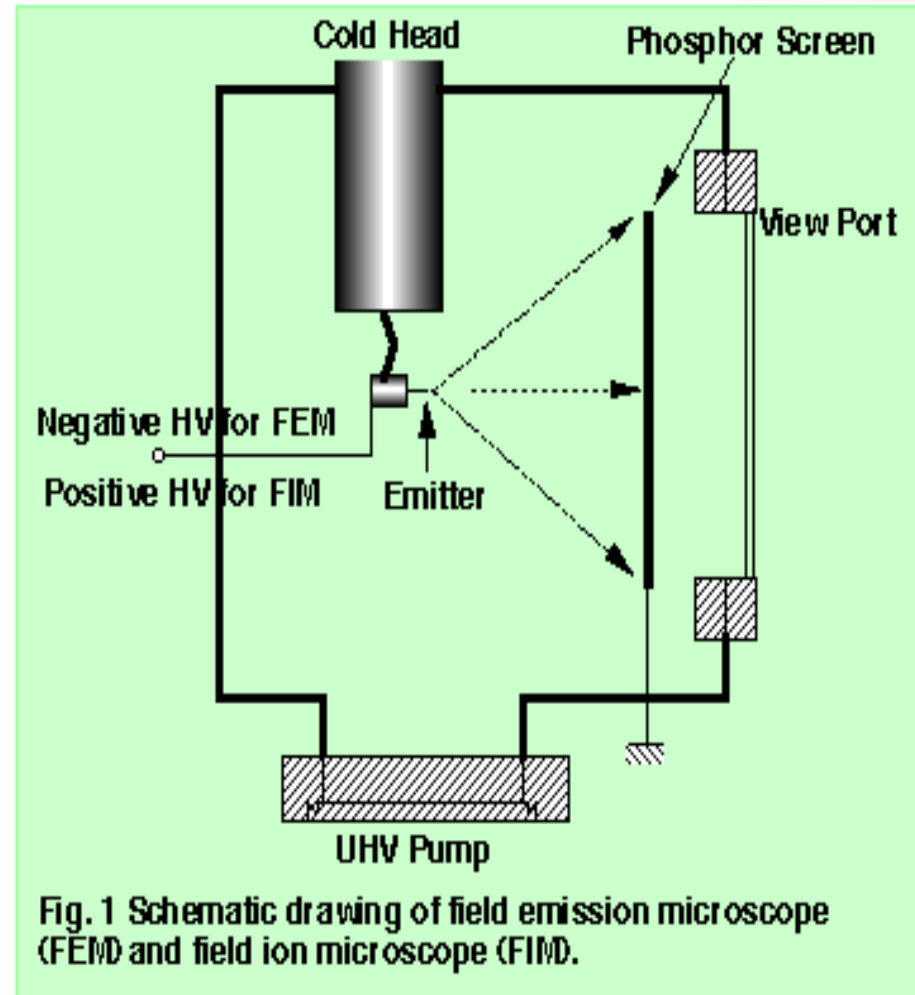 Cold Head
Phosphor Screen
View Port
Negative HV for FEM
Positive HV for FIM
Emitter
UHV Pump
Fig. 1 Schematic drawing of field emission microscope
(FEM) and field ion microscope (FIM).